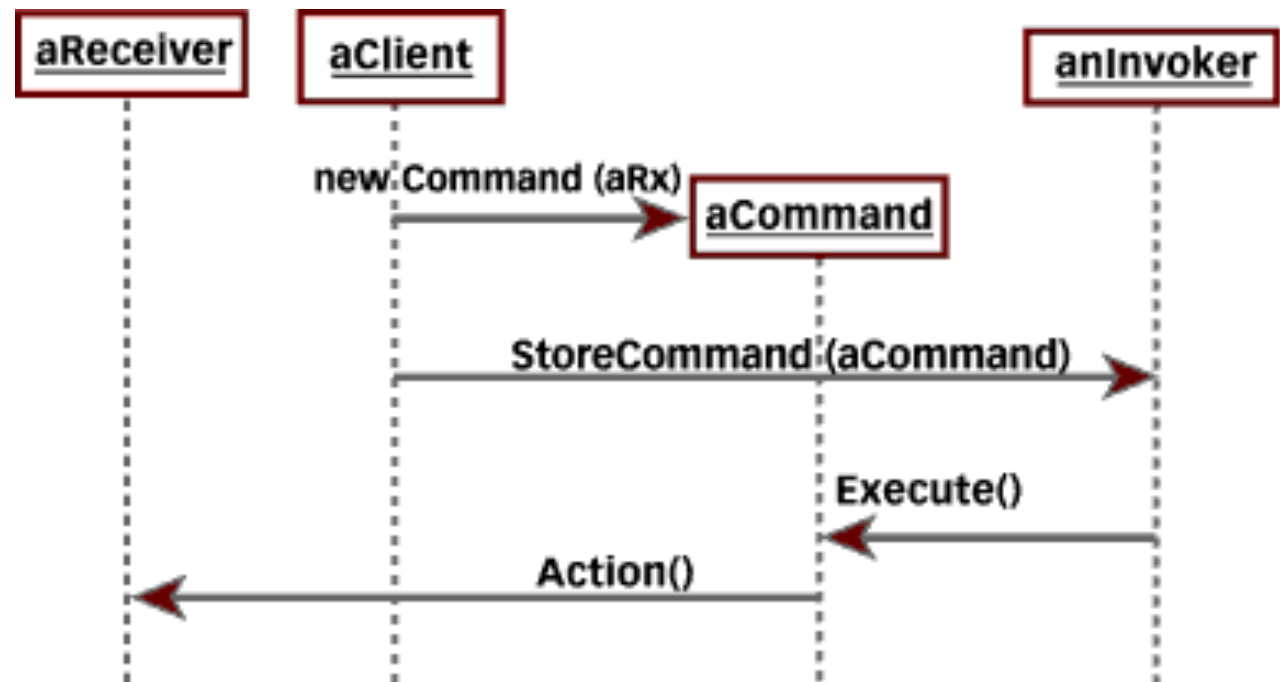 aReceiver
aClient
anInvoker
new Command (aRx)
aCommand
StoreCommand (aCommand)
Execute()
Action()